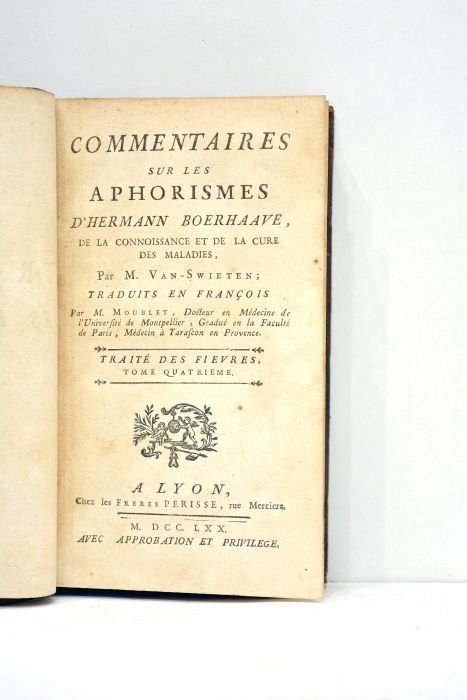 COMMENTAIRES
SUR LES
APHORISMES
D'HERMANN BOERHAAVE,
DE LA CONNOISSANCE ET DE LA CURE
DES MALADIES,
Par M. VAN-SWIETEN;
TRADUITS EN FRANÇOIS
Par M. MOUBLET, Docteur en Médecine de
l'Université de Montpellier, Gradué en la Faculté
de Paris, Médecin à Tarascon en Provence.
TRAITÉ DES FIEVRES,
TOME QUATRIEME.
A LYON,
Chez les FRERES PERISSE, rue Merciere.
M. DCC. LXX.
AVEC APPROBATION ET PRIVILEGE.